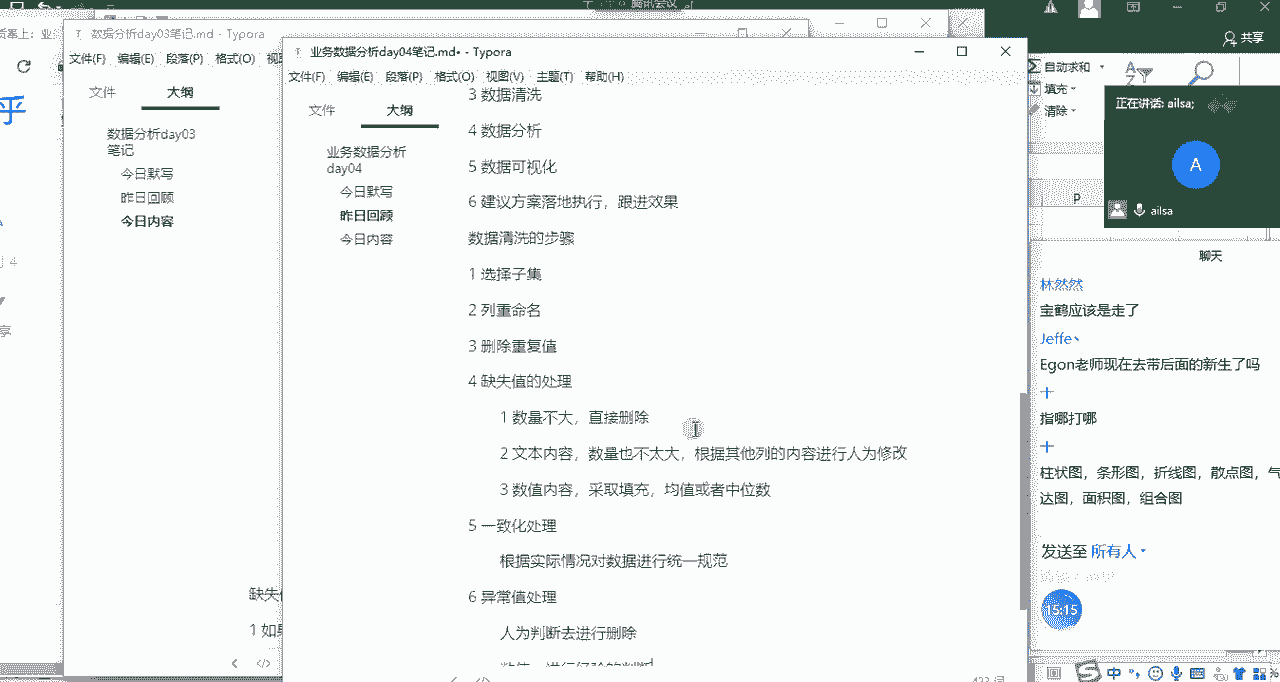 腾讯会议
数据分析day03笔记.md - Typora
文件(F) 编辑(E) 段落(P) 格式(O)
文件 大纲
数据分析day03
笔记
今日默写
昨日回顾
今日内容
业务数据分析day04笔记.md• - Typora
文件(F) 编辑(E) 段落(P) 格式(O) 视图(V) 主题(T) 帮助(H)
文件 大纲
业务数据分析
day04
今日默写
昨日回顾
今日内容
3 数据清洗
4 数据分析
5 数据可视化
6 建议方案落地执行，跟进效果
数据清洗的步骤
1 选择子集
2 列重命名
3 删除重复值
4 缺失值的处理
1 数量不大，直接删除
2 文本内容，数量也不太大，根据其他列的内容进行人为修改
3 数值内容，采取填充，均值或者中位数
5 一致化处理
根据实际情况对数据进行统一规范
6 异常值处理
人为判断去进行删除
共享
自动求和
填充
清除
正在讲话: ailsa;
A
ailsa
P
聊天
林然然
宝鹤应该是走了
Jeffe、
Egon老师现在去带后面的新生了吗
十
指哪打哪
十
柱状图，条形图，折线图，散点图，气
达图，面积图，组合图
发送至 所有人
15:15
中